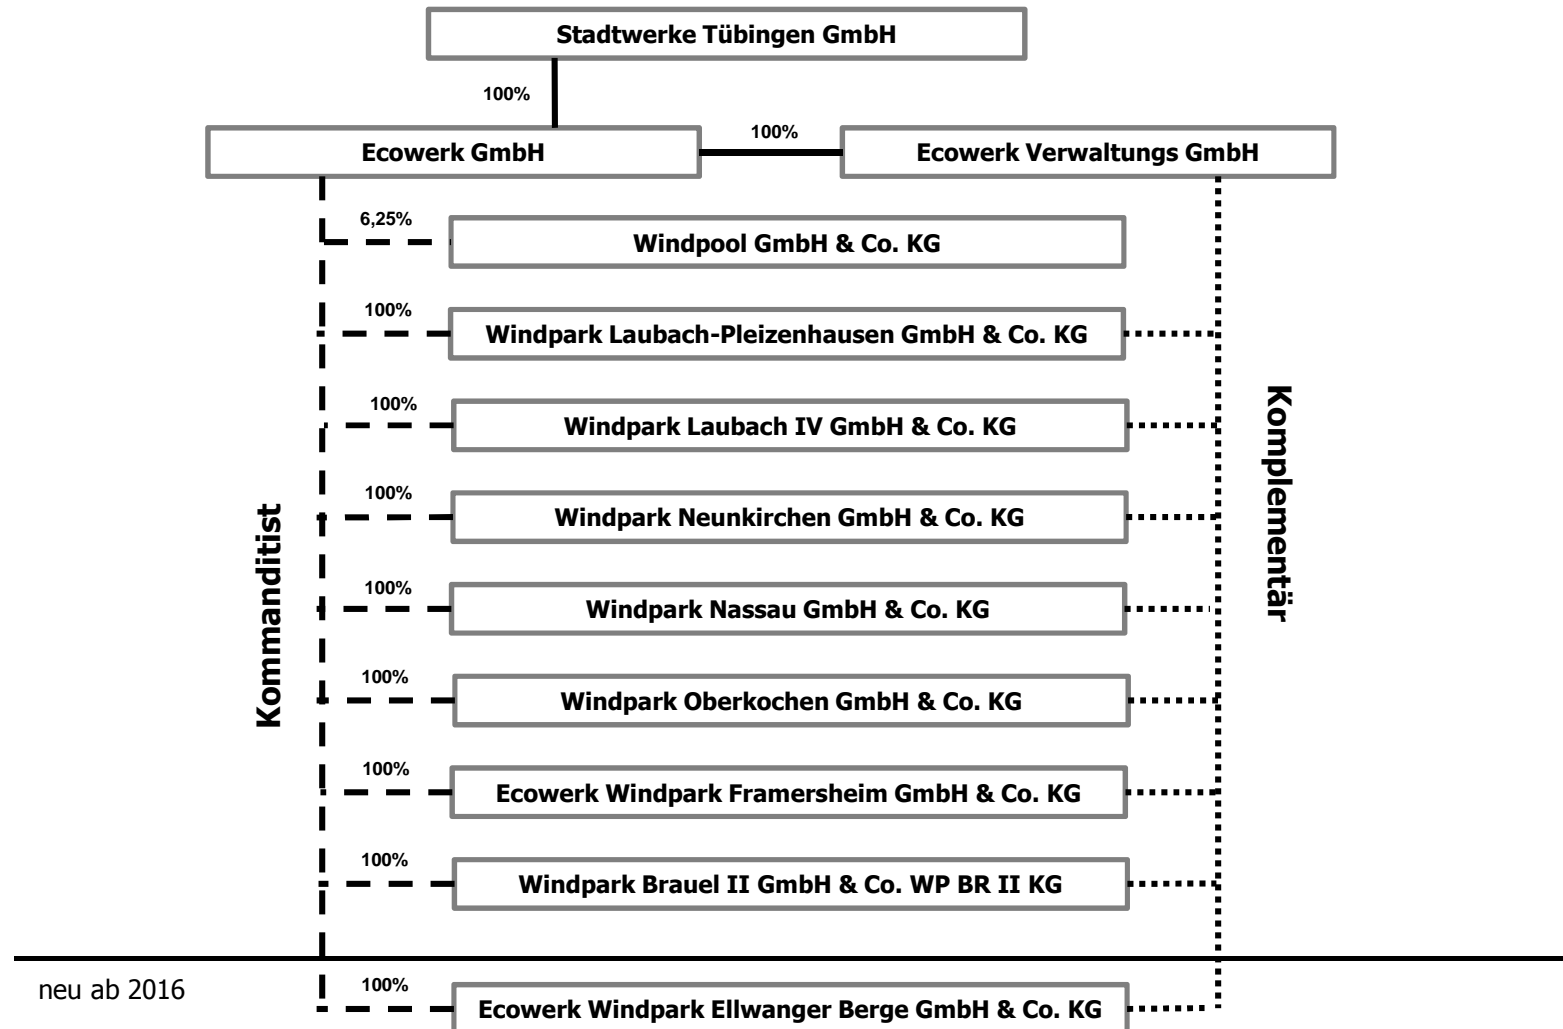 Stadtwerke Tübingen GmbH
100%
Ecowerk GmbH
100%
Ecowerk Verwaltungs GmbH
6,25%
Windpool GmbH & Co. KG
100%
Windpark Laubach-Pleizenhausen GmbH & Co. KG
100%
Windpark Laubach IV GmbH & Co. KG
100%
Windpark Neunkirchen GmbH & Co. KG
100%
Windpark Nassau GmbH & Co. KG
100%
Windpark Oberkochen GmbH & Co. KG
100%
Ecowerk Windpark Framersheim GmbH & Co. KG
100%
Windpark Brauel II GmbH & Co. WP BR II KG
Kommanditist
Komplementär
neu ab 2016
100%
Ecowerk Windpark Ellwanger Berge GmbH & Co. KG